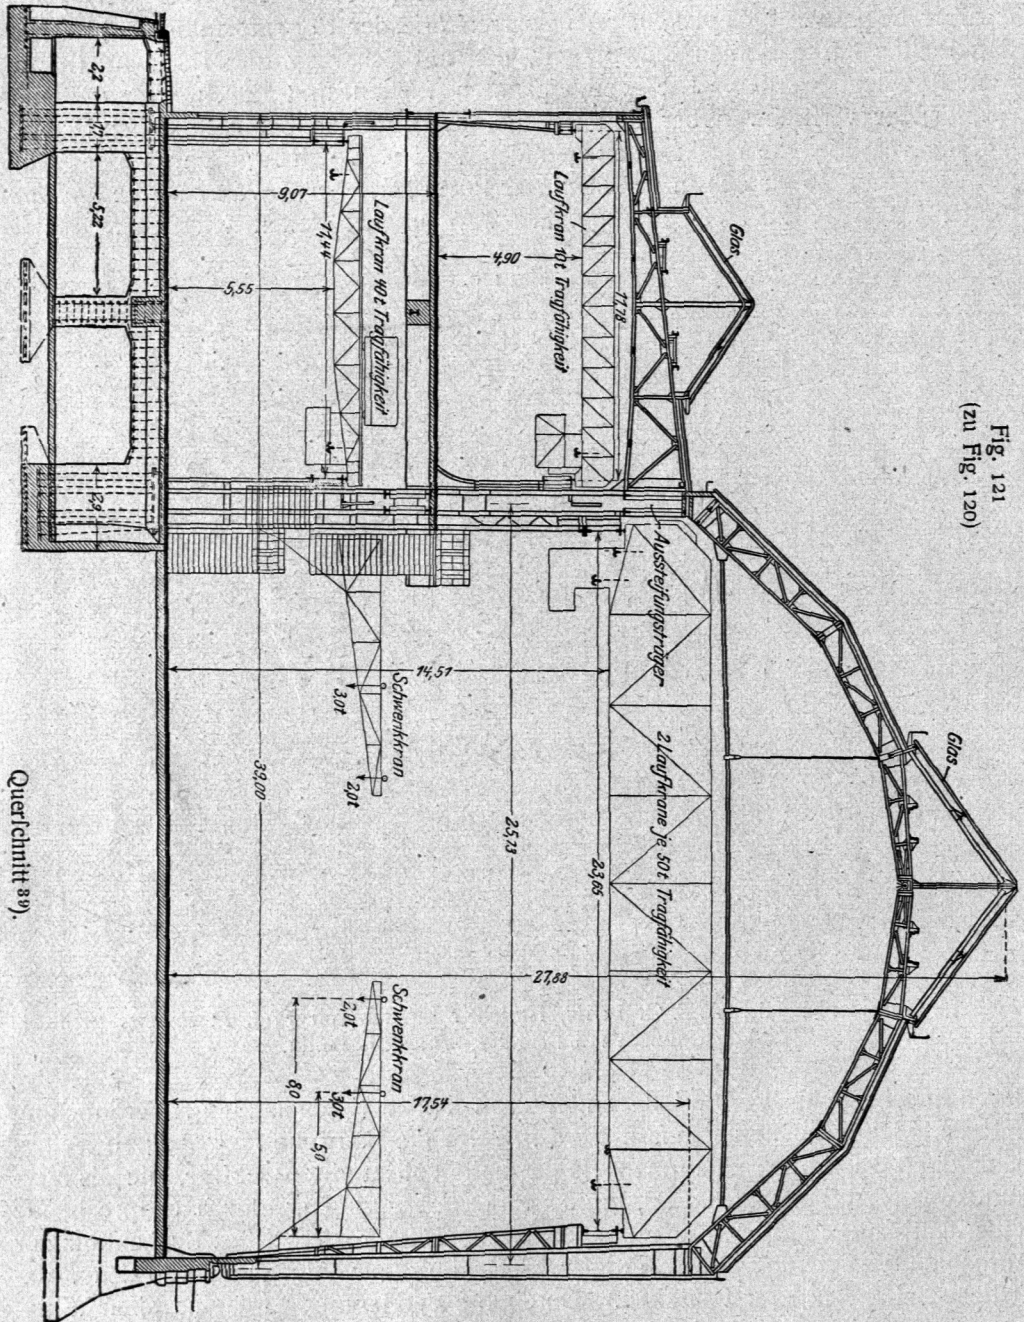 Fig. 121
(zu Fig. 120)
Glas
Glas
Laufkran 10t Tragfähigkeit
11,78
4,90
9,07
Laufkran 40t Tragfähigkeit
11,44
5,55
Aussteifungsträger
2 Laufkrane je 50t Tragfähigkeit
23,65
25,73
27,88
14,51
17,54
39,00
Schwenkkran
3,0t
2,0t
Schwenkkran
2,0t
3,0t
8,0
5,0
2,2
5,22
2,9
Querſchnitt 89).